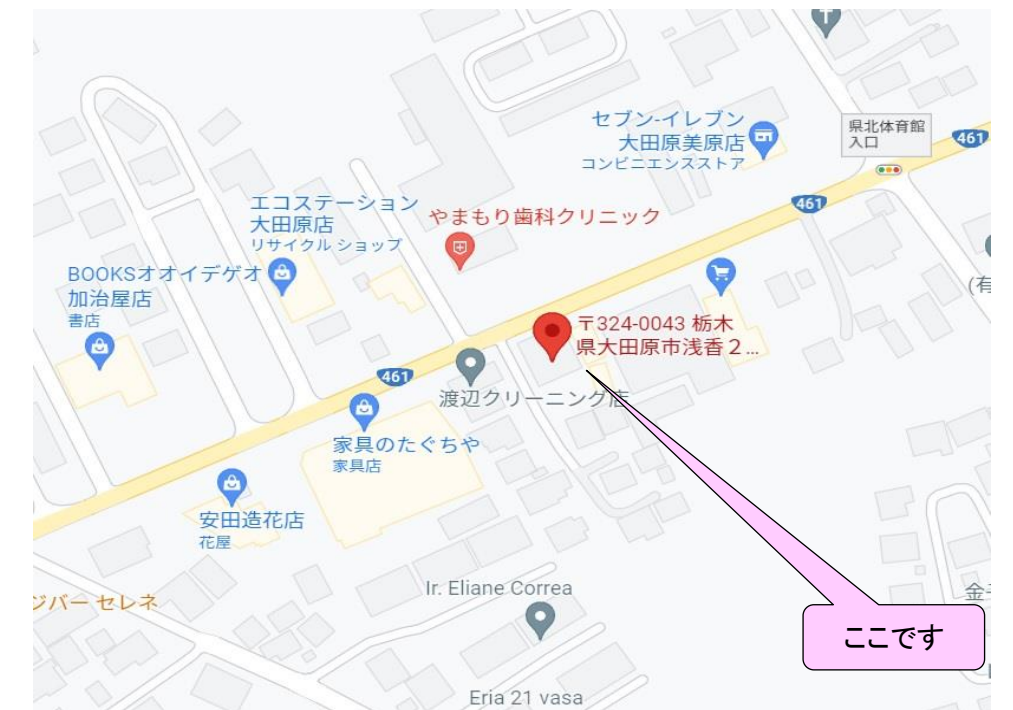 セブン-イレブン
大田原美原店
コンビニエンスストア
県北体育館
入口
461
461
エコステーション
大田原店
リサイクル ショップ
やまもり歯科クリニック
BOOKSオオイデゲオ
加治屋店
書店
(有
〒324-0043 栃木
県大田原市浅香２...
461
渡辺クリーニング店
家具のたぐちや
家具店
安田造花店
花屋
Ir. Eliane Correa
ジバー セレネ
ここです
Eria 21 vasa